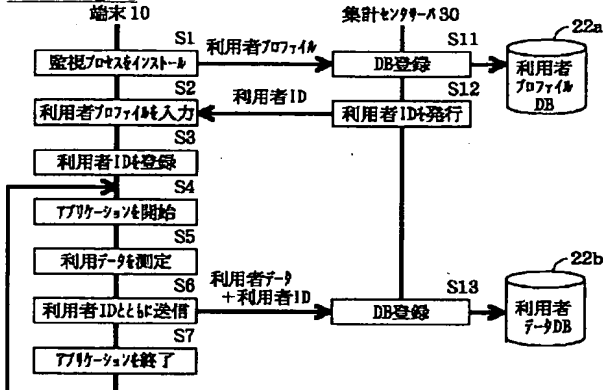 端末10
集計センタサーバ30
22a
S1
利用者プロファイル
S11
監視プロセスをインストール
DB登録
利用者
プロファイル
DB
S2
利用者ID
S12
利用者プロファイルを入力
利用者IDを発行
S3
利用者IDを登録
S4
アプリケーションを開始
S5
利用データを測定
22b
S6
利用者データ
+利用者ID
S13
利用者IDとともに送信
DB登録
利用者
データDB
S7
アプリケーションを終了